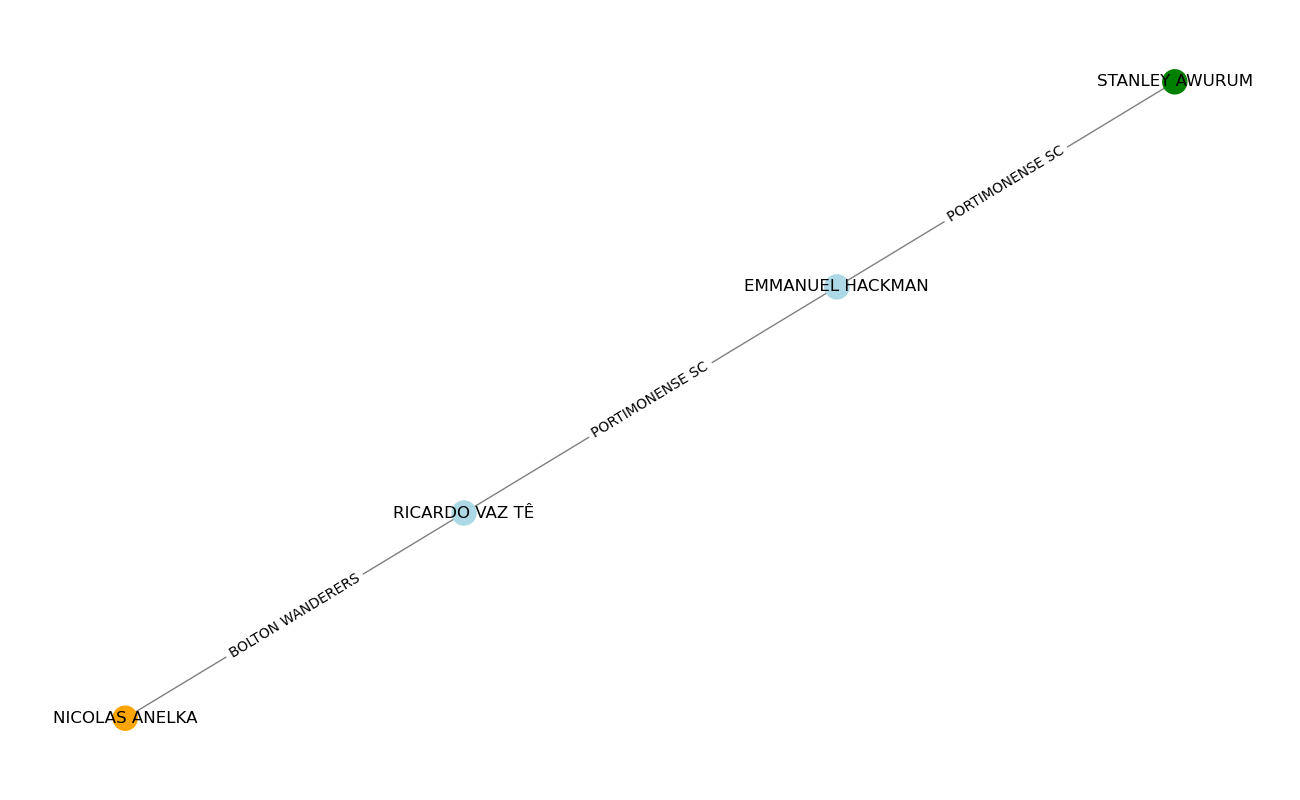 STANLEY AWURUM
PORTIMONENSE SC
EMMANUEL HACKMAN
PORTIMONENSE SC
RICARDO VAZ TÊ
BOLTON WANDERERS
NICOLAS ANELKA